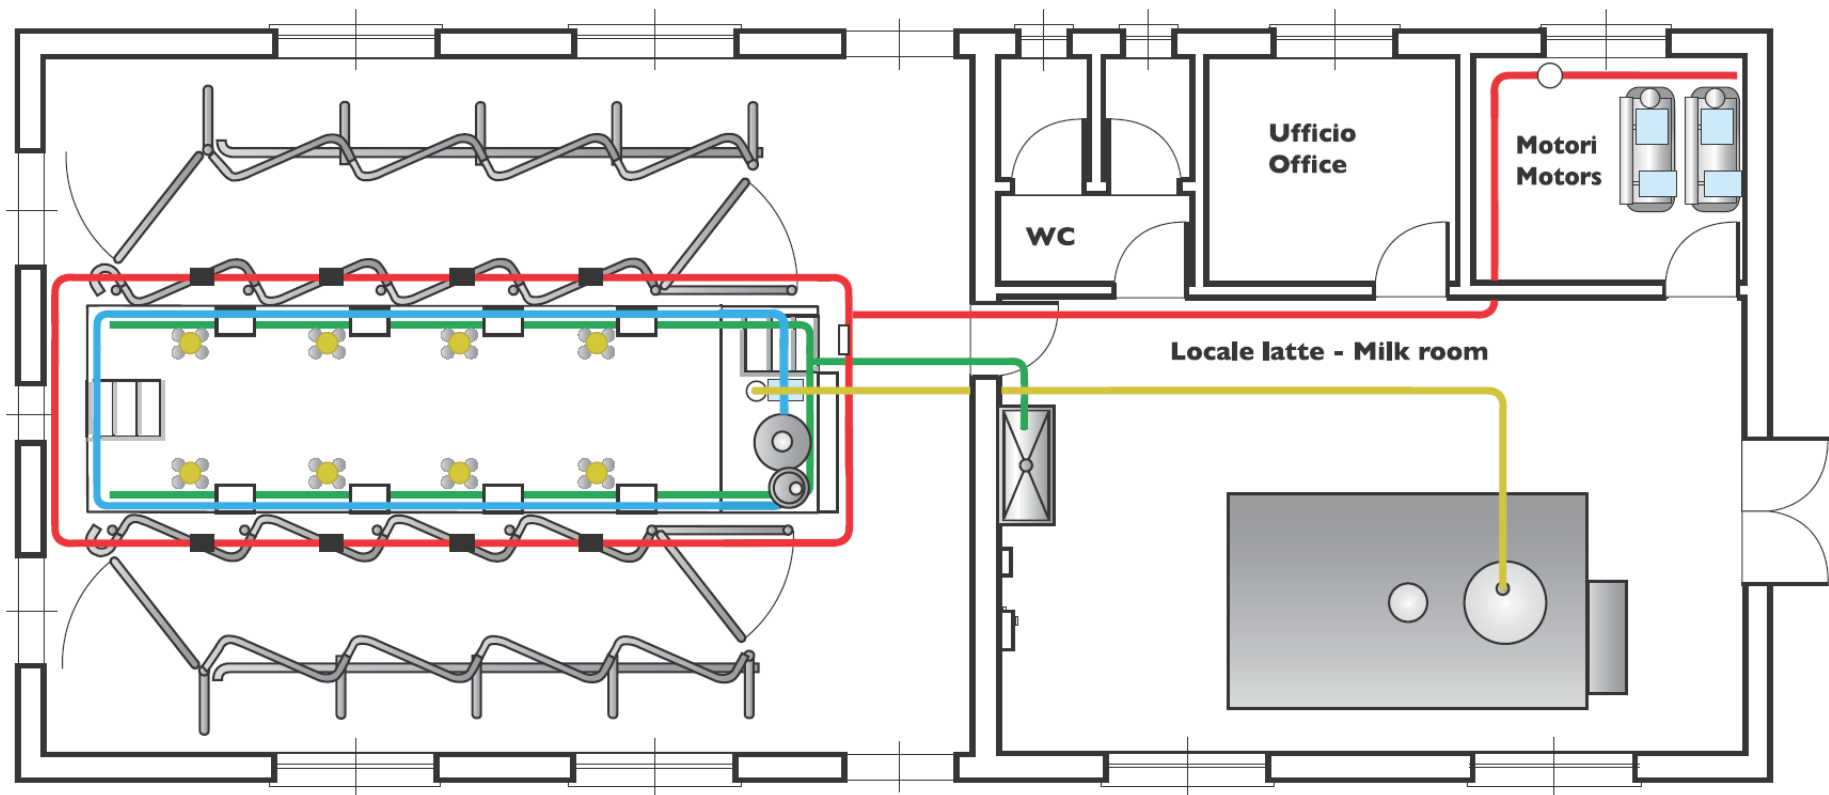 Ufficio
Office
Motori
Motors
WC
Locale latte - Milk room